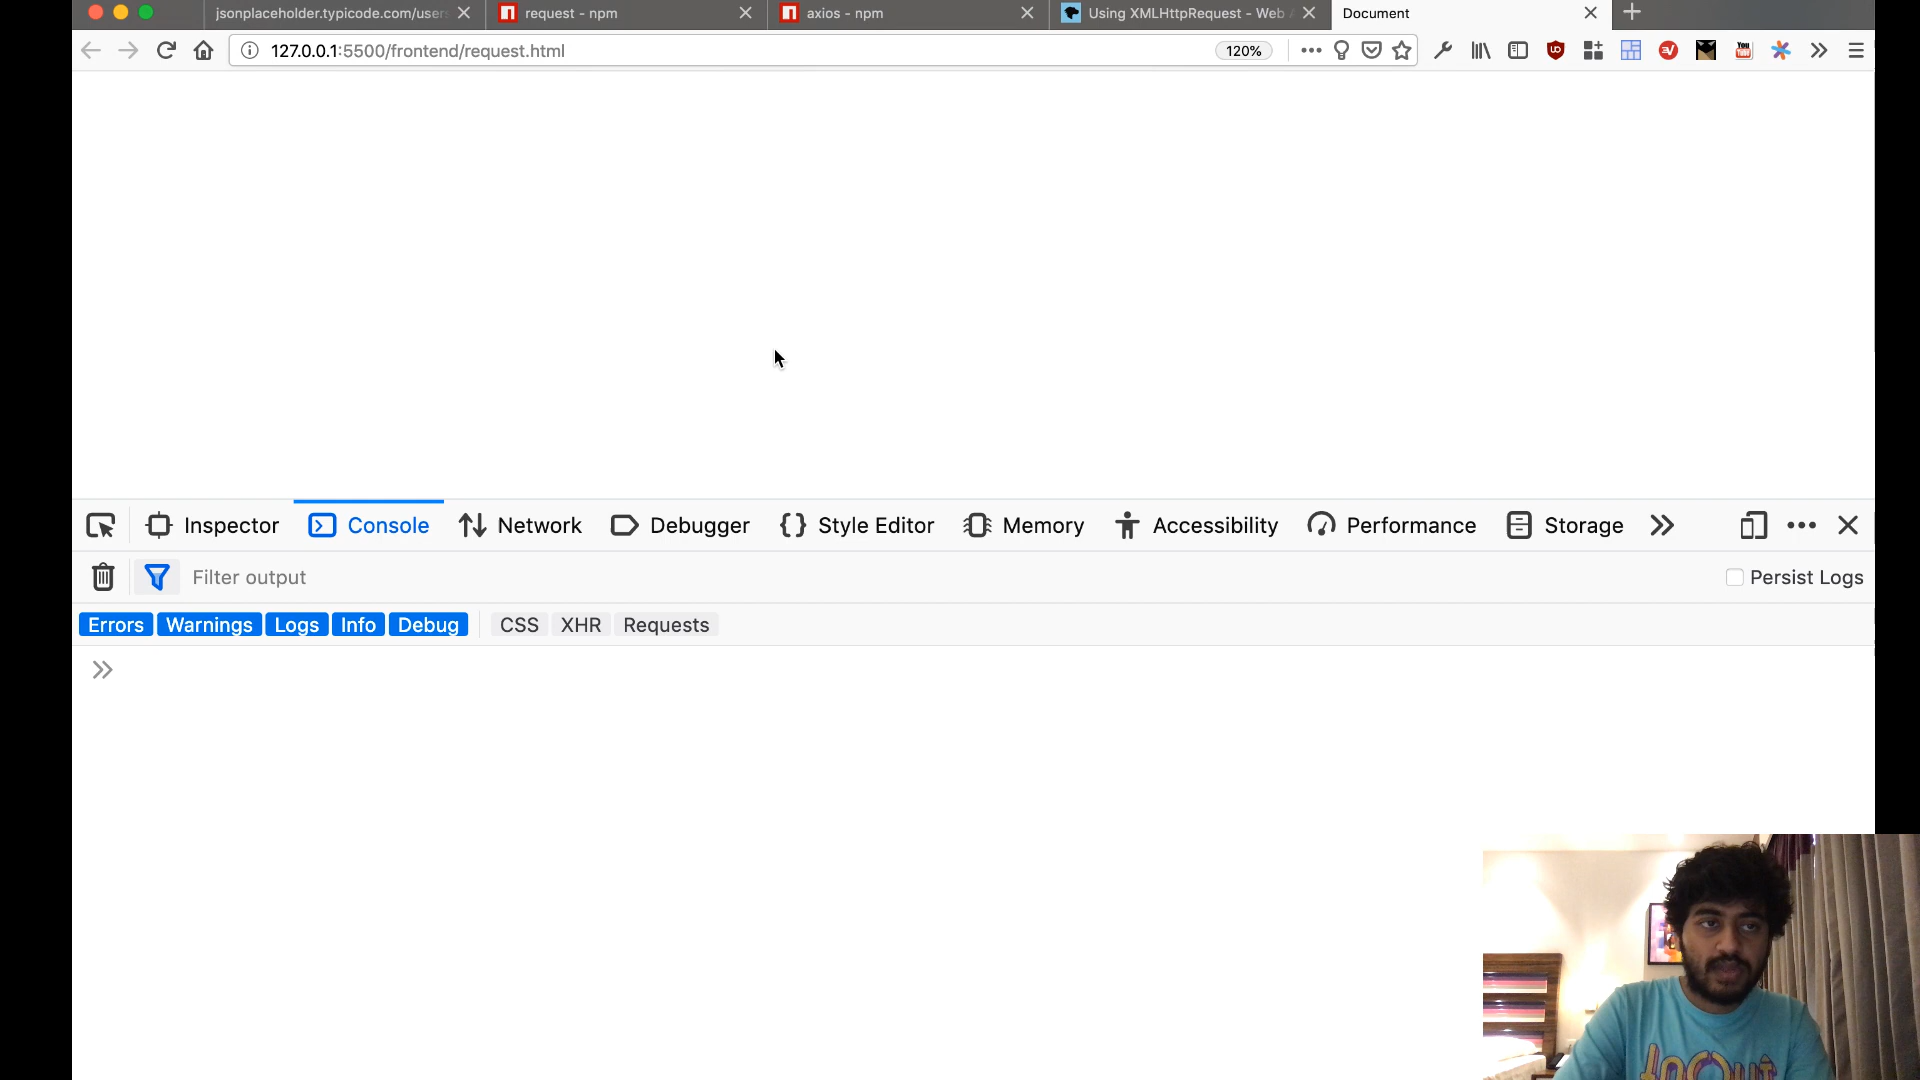 jsonplaceholder.typicode.com/user
request - npm
axios - npm
Using XMLHttpRequest - Web
Document
127.0.0.1:5500/frontend/request.html
120%
Inspector
Console
Network
Debugger
Style Editor
Memory
Accessibility
Performance
Storage
Filter output
Persist Logs
Errors
Warnings
Logs
Info
Debug
CSS
XHR
Requests